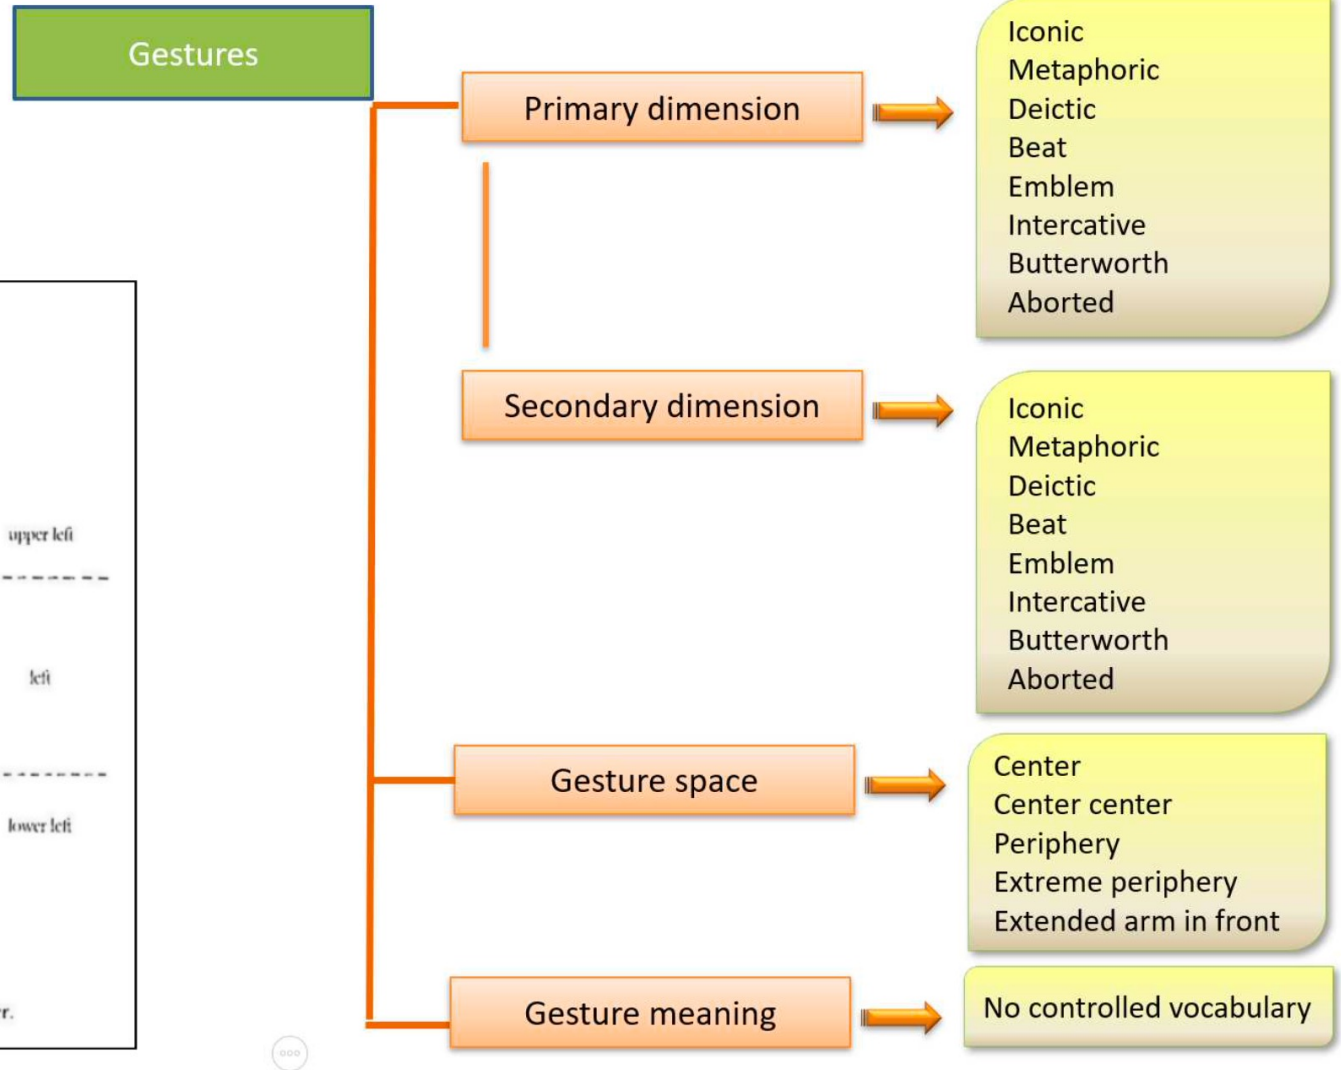 Gestures
Primary dimension
Iconic
Metaphoric
Deictic
Beat
Emblem
Intercative
Butterworth
Aborted
Secondary dimension
Iconic
Metaphoric
Deictic
Beat
Emblem
Intercative
Butterworth
Aborted
upper left
left
lower left
r.
Gesture space
Center
Center center
Periphery
Extreme periphery
Extended arm in front
Gesture meaning
No controlled vocabulary